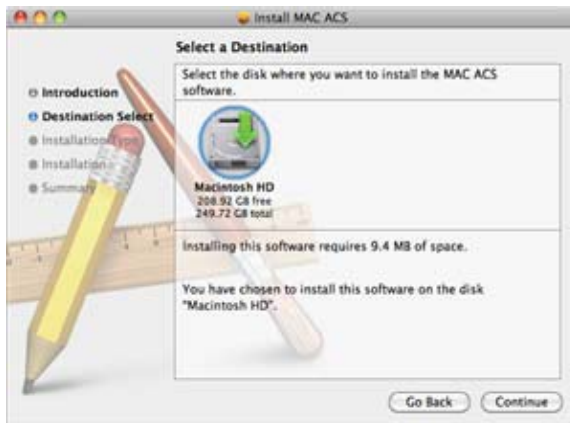 Install MAC ACS
Select a Destination
Introduction
Destination Select
Installation Type
Installation
Summary
Select the disk where you want to install the MAC ACS
software.
Macintosh HD
208.92 GB free
249.72 GB total
Installing this software requires 9.4 MB of space.
You have chosen to install this software on the disk
"Macintosh HD".
Go Back
Continue